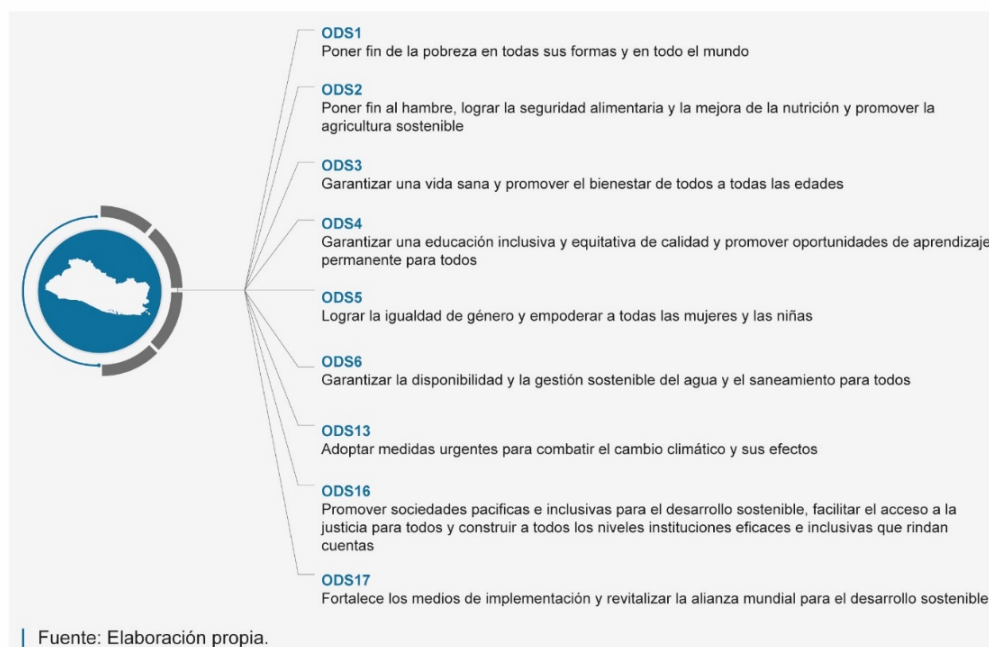 ODS1
Poner fin de la pobreza en todas sus formas y en todo el mundo
ODS2
Poner fin al hambre, lograr la seguridad alimentaria y la mejora de la nutrición y promover la
agricultura sostenible
ODS3
Garantizar una vida sana y promover el bienestar de todos a todas las edades
ODS4
Garantizar una educación inclusiva y equitativa de calidad y promover oportunidades de aprendizaje
permanente para todos
ODS5
Lograr la igualdad de género y empoderar a todas las mujeres y las niñas
ODS6
Garantizar la disponibilidad y la gestión sostenible del agua y el saneamiento para todos
ODS13
Adoptar medidas urgentes para combatir el cambio climático y sus efectos
ODS16
Promover sociedades pacificas e inclusivas para el desarrollo sostenible, facilitar el acceso a la
justicia para todos y construir a todos los niveles instituciones eficaces e inclusivas que rindan
cuentas
ODS17
Fortalece los medios de implementación y revitalizar la alianza mundial para el desarrollo sostenible
Fuente: Elaboración propia.